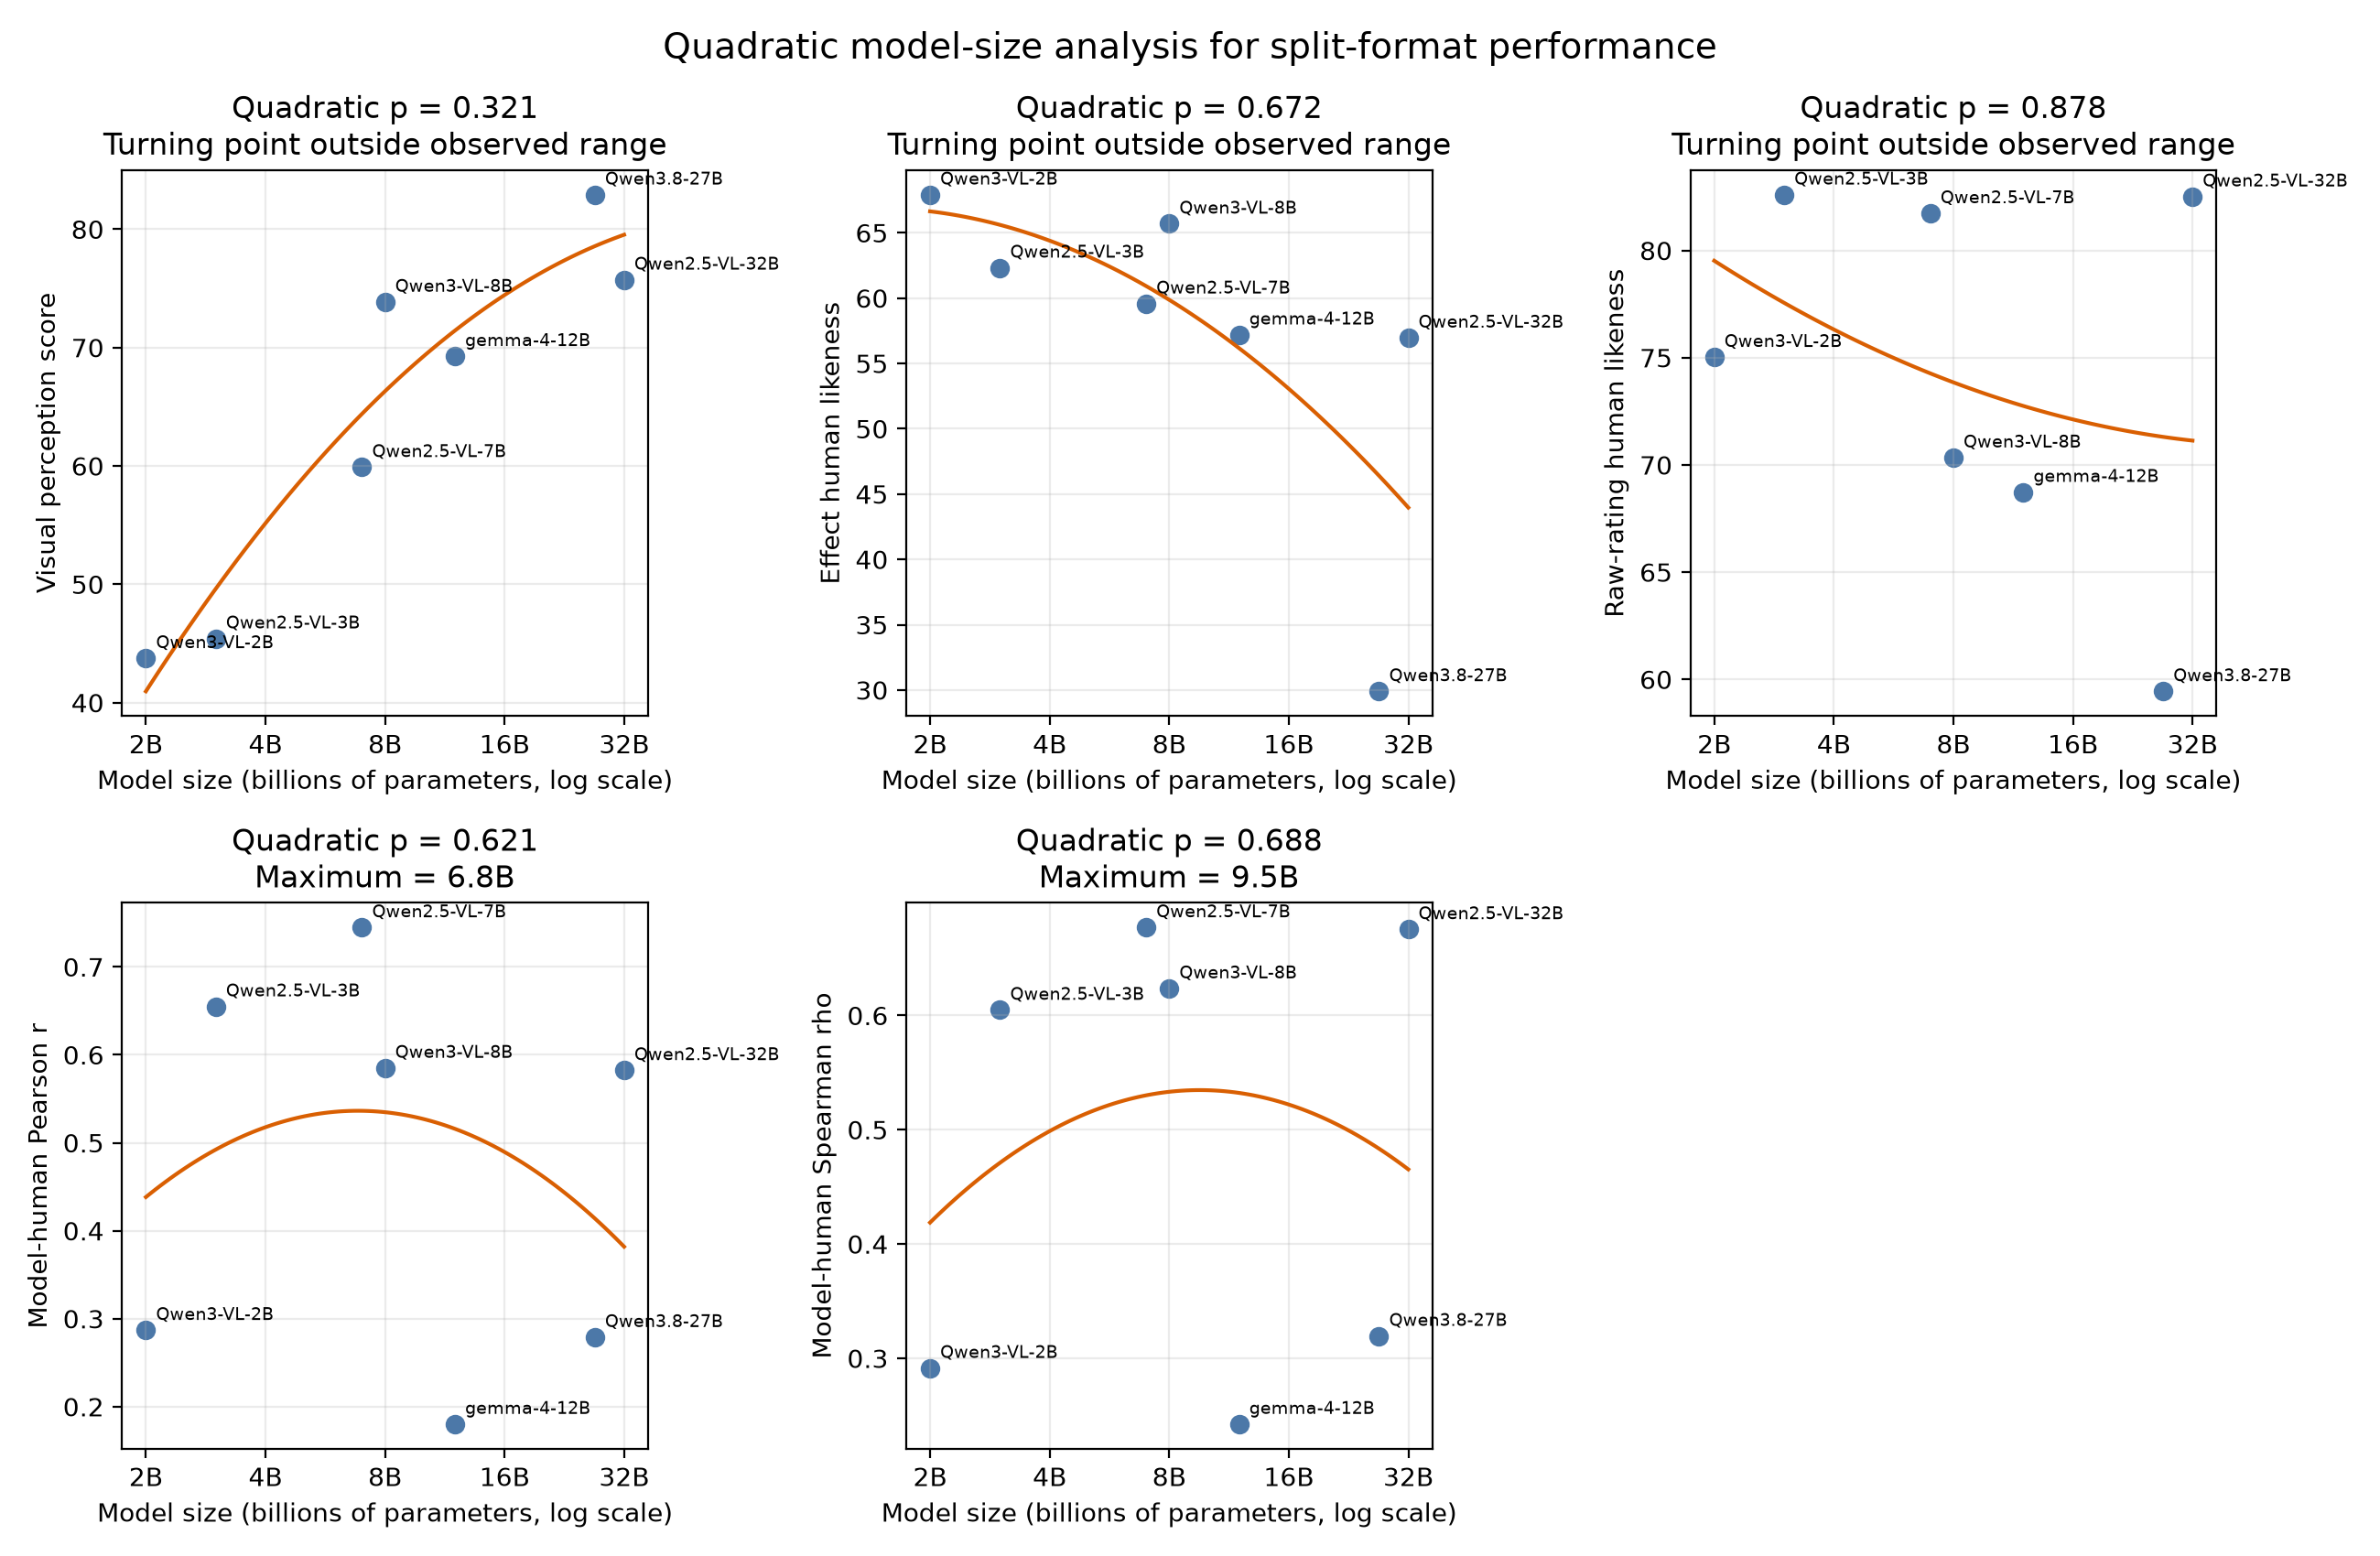 Quadratic model-size analysis for split-format performance
Quadratic p = 0.321
Turning point outside observed range
Visual perception score
80
70
60
50
40
Qwen3.8-27B
Qwen2.5-VL-32B
Qwen3-VL-8B
gemma-4-12B
Qwen2.5-VL-7B
Qwen2.5-VL-3B
Qwen3-VL-2B
2B 4B 8B 16B 32B
Model size (billions of parameters, log scale)
Quadratic p = 0.672
Turning point outside observed range
Effect human likeness
65
60
55
50
45
40
35
30
Qwen3-VL-2B
Qwen3-VL-8B
Qwen2.5-VL-3B
Qwen2.5-VL-7B
gemma-4-12B
Qwen2.5-VL-32B
Qwen3.8-27B
2B 4B 8B 16B 32B
Model size (billions of parameters, log scale)
Quadratic p = 0.878
Turning point outside observed range
Raw-rating human likeness
80
75
70
65
60
Qwen2.5-VL-3B
Qwen2.5-VL-32B
Qwen2.5-VL-7B
Qwen3-VL-2B
Qwen3-VL-8B
gemma-4-12B
Qwen3.8-27B
2B 4B 8B 16B 32B
Model size (billions of parameters, log scale)
Quadratic p = 0.621
Maximum = 6.8B
Model-human Pearson r
0.7
0.6
0.5
0.4
0.3
0.2
Qwen2.5-VL-7B
Qwen2.5-VL-3B
Qwen3-VL-8B
Qwen2.5-VL-32B
Qwen3-VL-2B
Qwen3.8-27B
gemma-4-12B
2B 4B 8B 16B 32B
Model size (billions of parameters, log scale)
Quadratic p = 0.688
Maximum = 9.5B
Model-human Spearman rho
0.6
0.5
0.4
0.3
Qwen2.5-VL-7B
Qwen2.5-VL-32B
Qwen3-VL-8B
Qwen2.5-VL-3B
Qwen3.8-27B
Qwen3-VL-2B
gemma-4-12B
2B 4B 8B 16B 32B
Model size (billions of parameters, log scale)